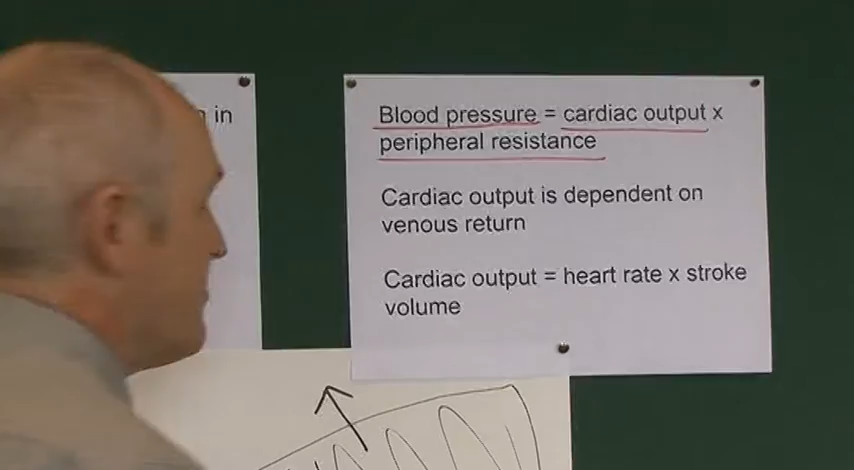 in
Blood pressure = cardiac output x
peripheral resistance
Cardiac output is dependent on
venous return
Cardiac output = heart rate x stroke
volume